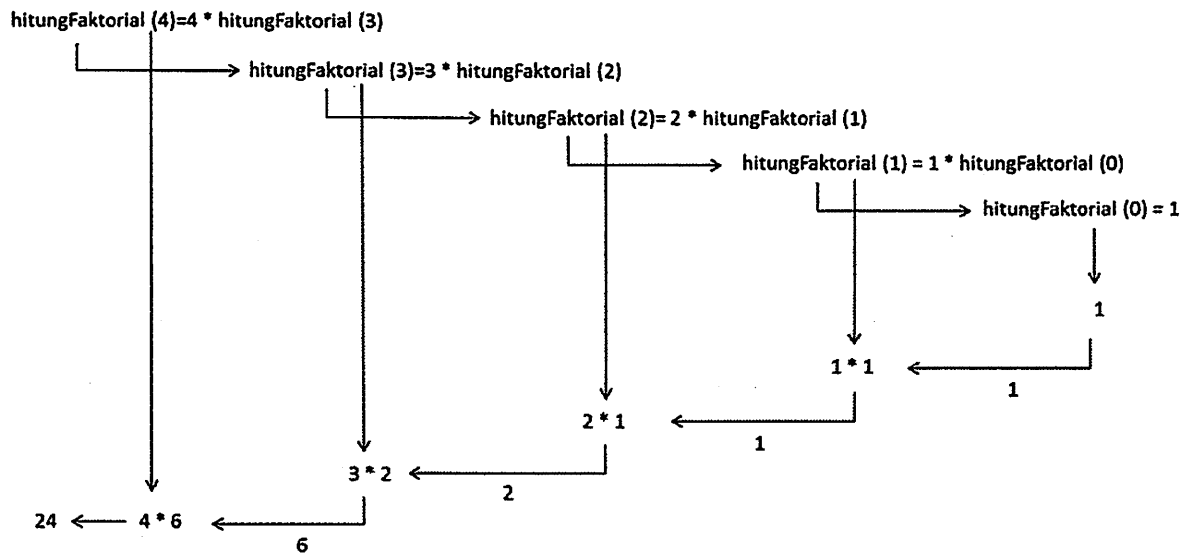 hitungFaktorial (4)=4 * hitungFaktorial (3)
hitungFaktorial (3)=3 * hitungFaktorial (2)
hitungFaktorial (2)= 2 * hitungFaktorial (1)
hitungFaktorial (1) = 1 * hitungFaktorial (0)
hitungFaktorial (0) = 1
1
1 * 1
1
2 * 1
1
3 * 2
2
24
4 * 6
6